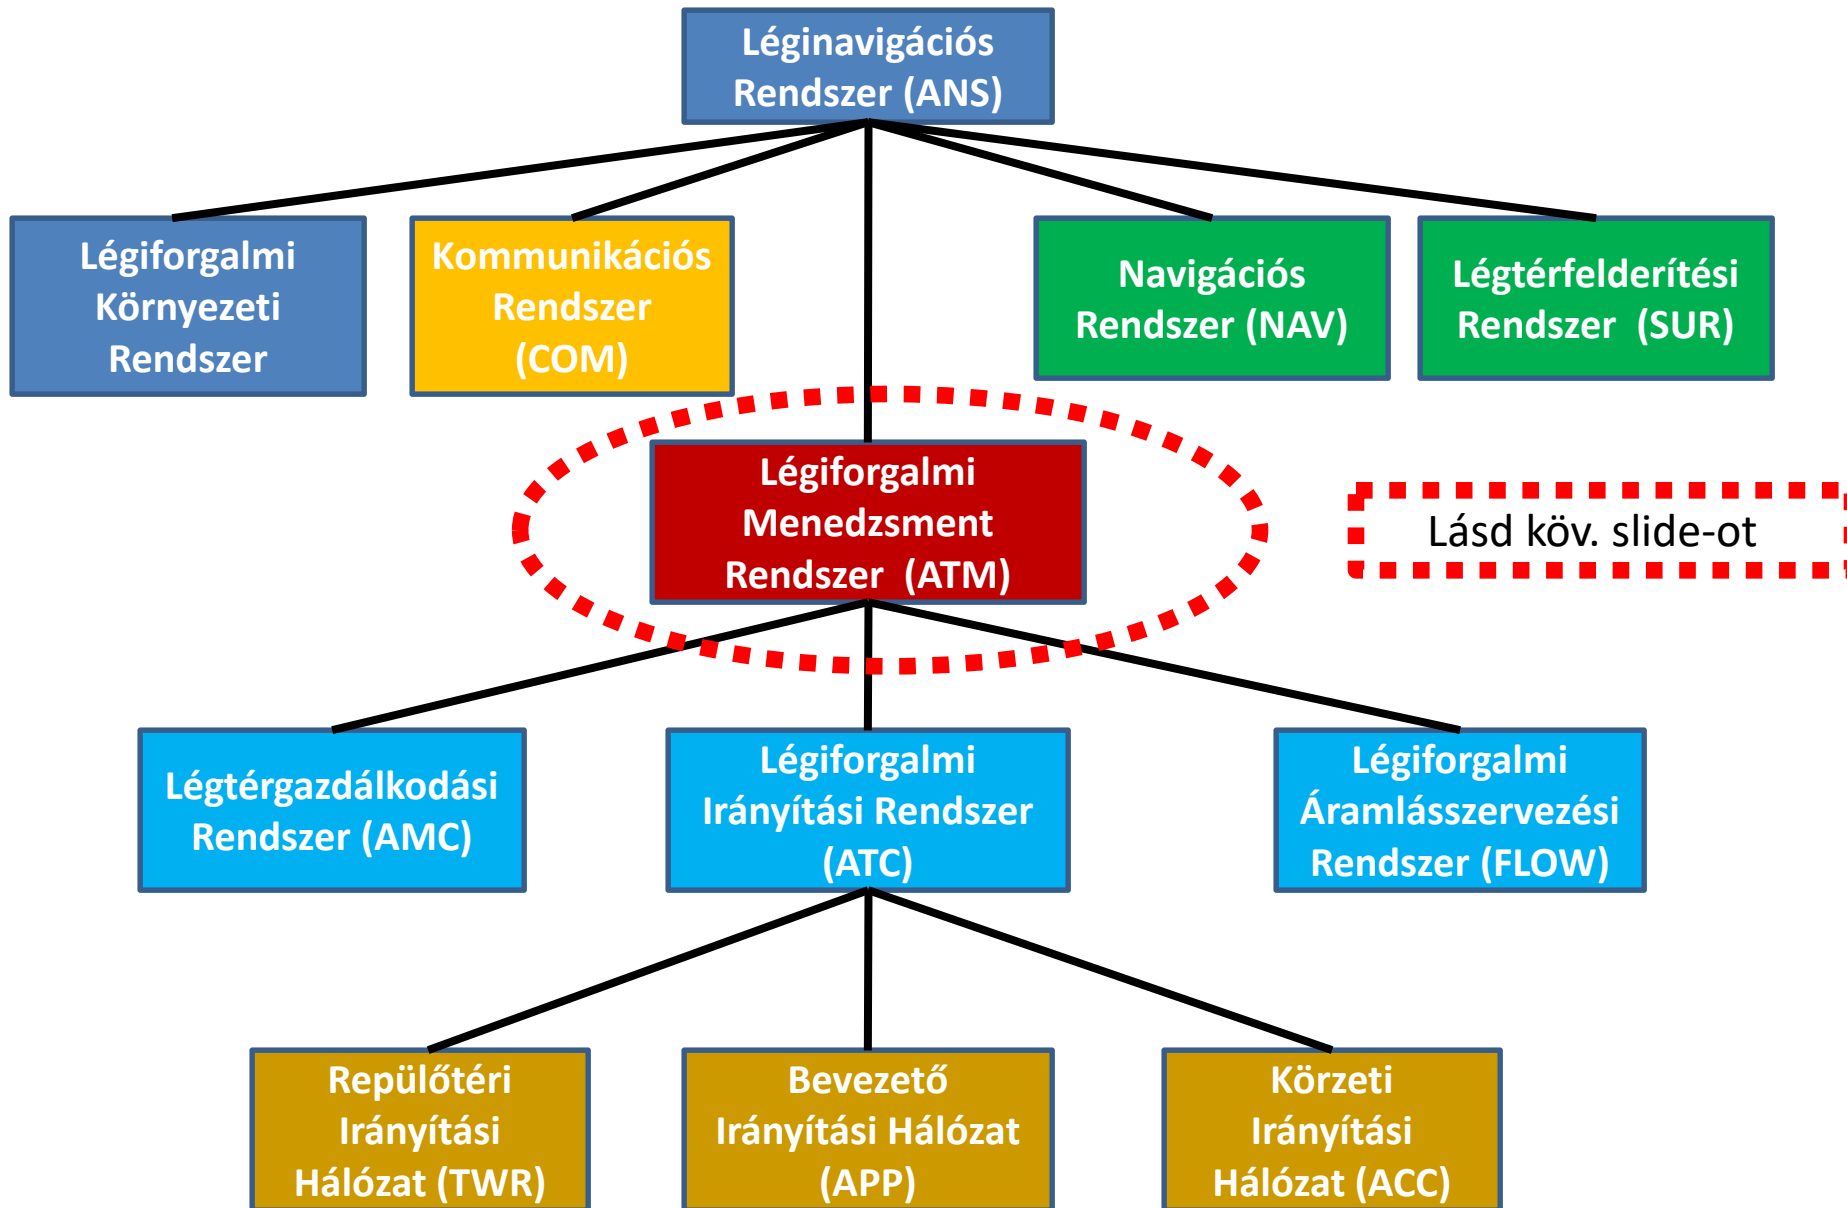 Léginavigációs
Rendszer (ANS)
Légiforgalmi
Környezeti
Rendszer
Kommunikációs
Rendszer
(COM)
Navigációs
Rendszer (NAV)
Légtérfelderítési
Rendszer (SUR)
Légiforgalmi
Menedzsment
Rendszer (ATM)
Lásd köv. slide-ot
Légtérgazdálkodási
Rendszer (AMC)
Légiforgalmi
Irányítási Rendszer
(ATC)
Légiforgalmi
Áramlásszervezési
Rendszer (FLOW)
Repülőtéri
Irányítási
Hálózat (TWR)
Bevezető
Irányítási Hálózat
(APP)
Körzeti
Irányítási
Hálózat (ACC)